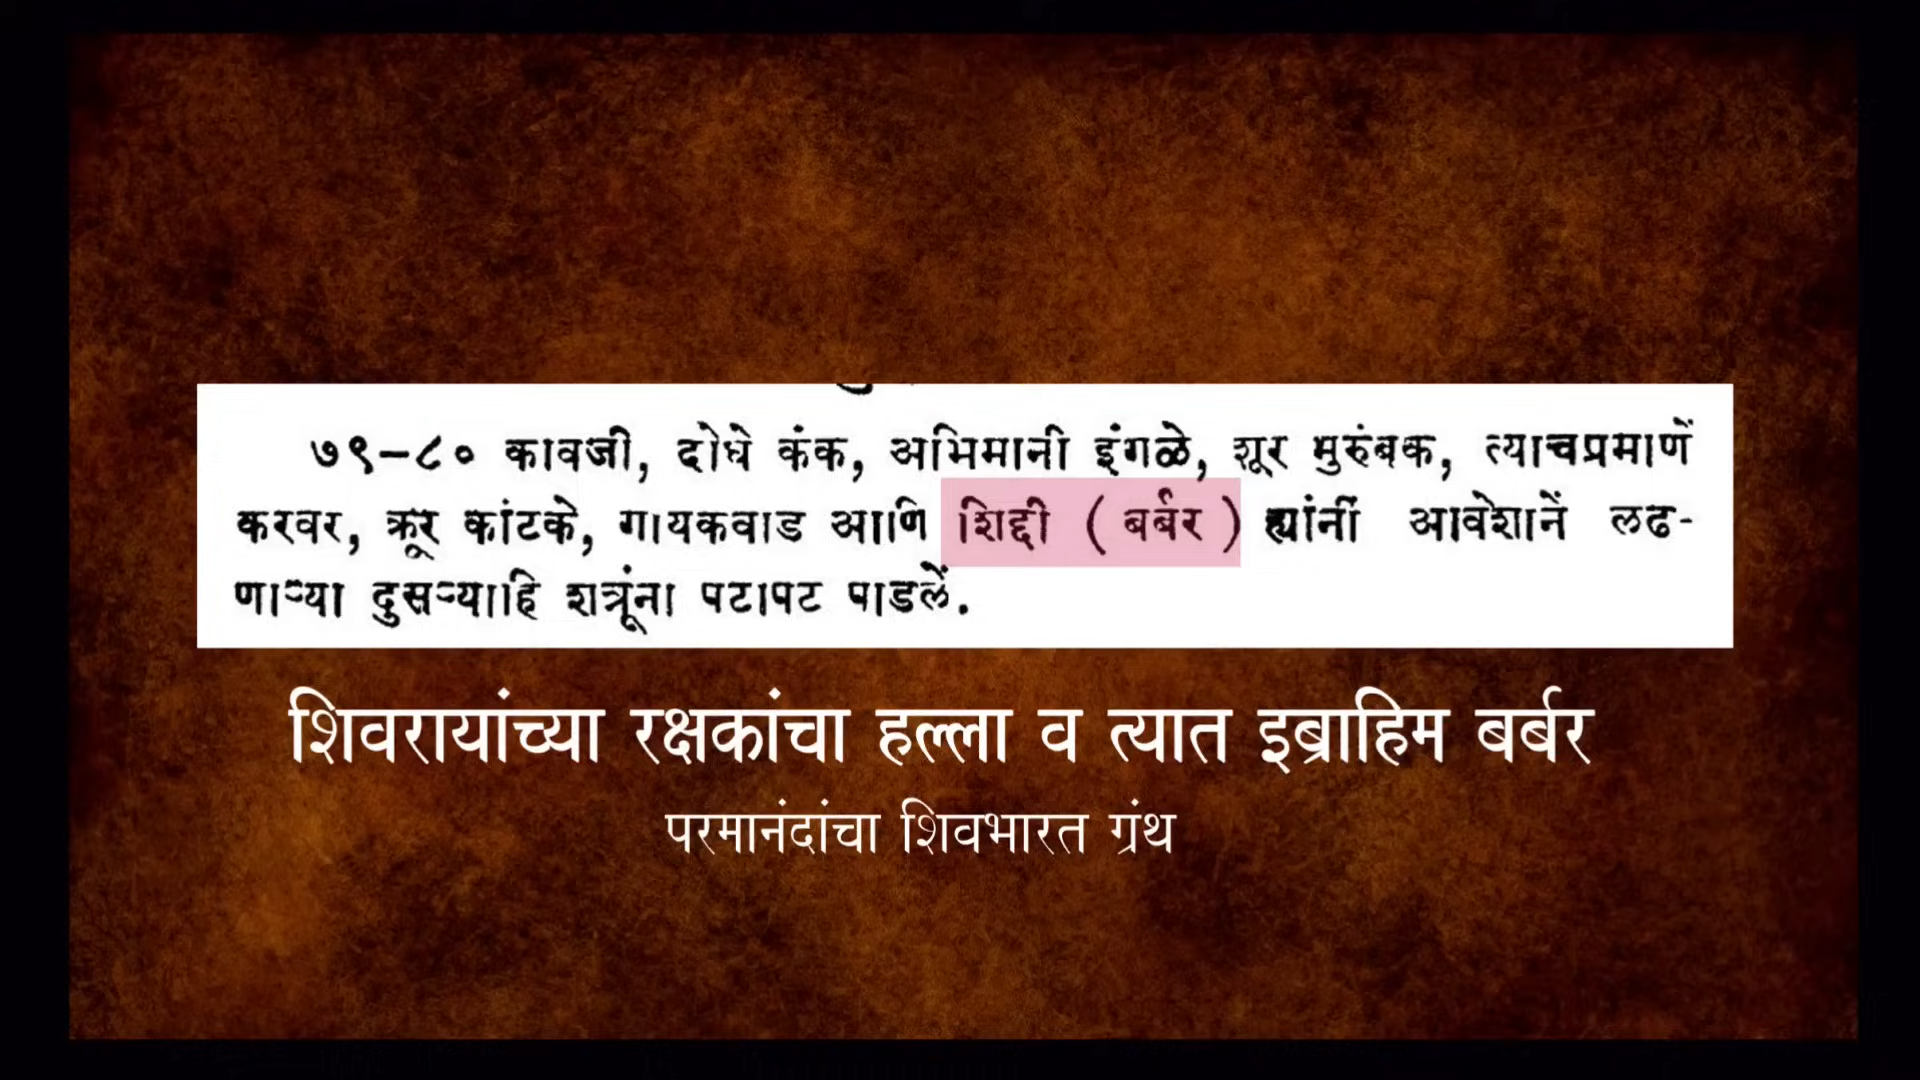 ७९–८० कावजी, दोघे कंक, अभिमानी इंगळे, शूर मुरुंबक, त्याचप्रमाणें
करवर, क्रूर कांटके, गायकवाड आणि शिद्दी ( बर्बर ) ह्यांनीं आवेशानें लढ-
णाऱ्या दुसऱ्याहि शत्रूंना पटापट पाडलें.
शिवरायांच्या रक्षकांचा हल्ला व त्यात इब्राहिम बर्बर
परमानंदांचा शिवभारत ग्रंथ